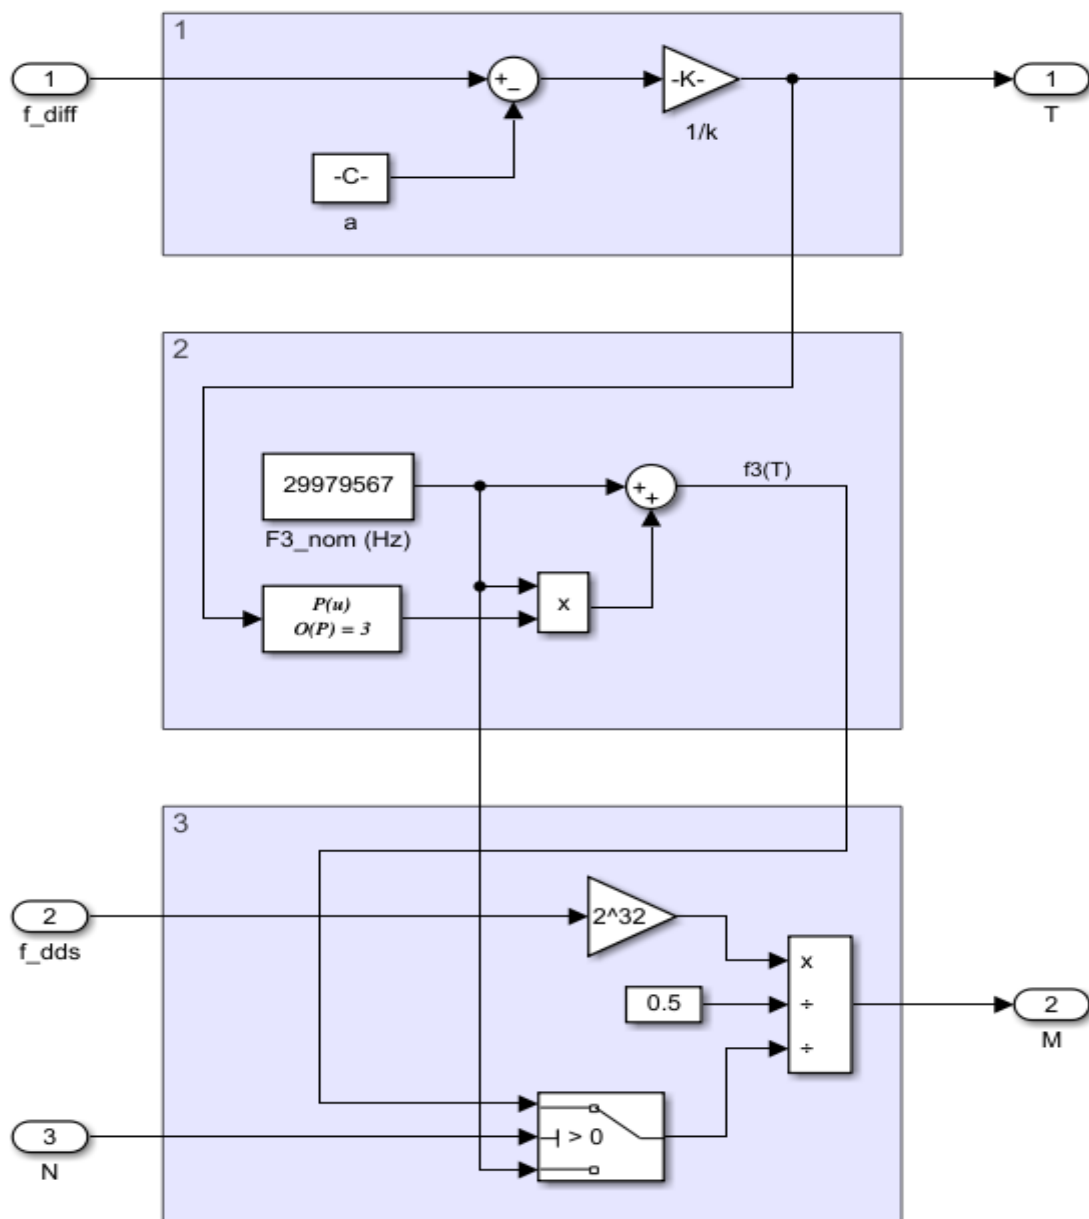 1
1
f_diff
+
-
-K-
1/k
1
T
-C-
a
2
29979567
F3_nom (Hz)
+
+
f3(T)
P(u)
O(P) = 3
x
3
2
f_dds
2^32
x
0.5
÷
÷
2
M
3
N
> 0